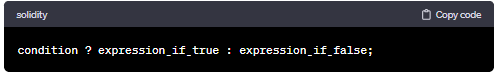 solidity Copy code
condition ? expression_if_true : expression_if_false;